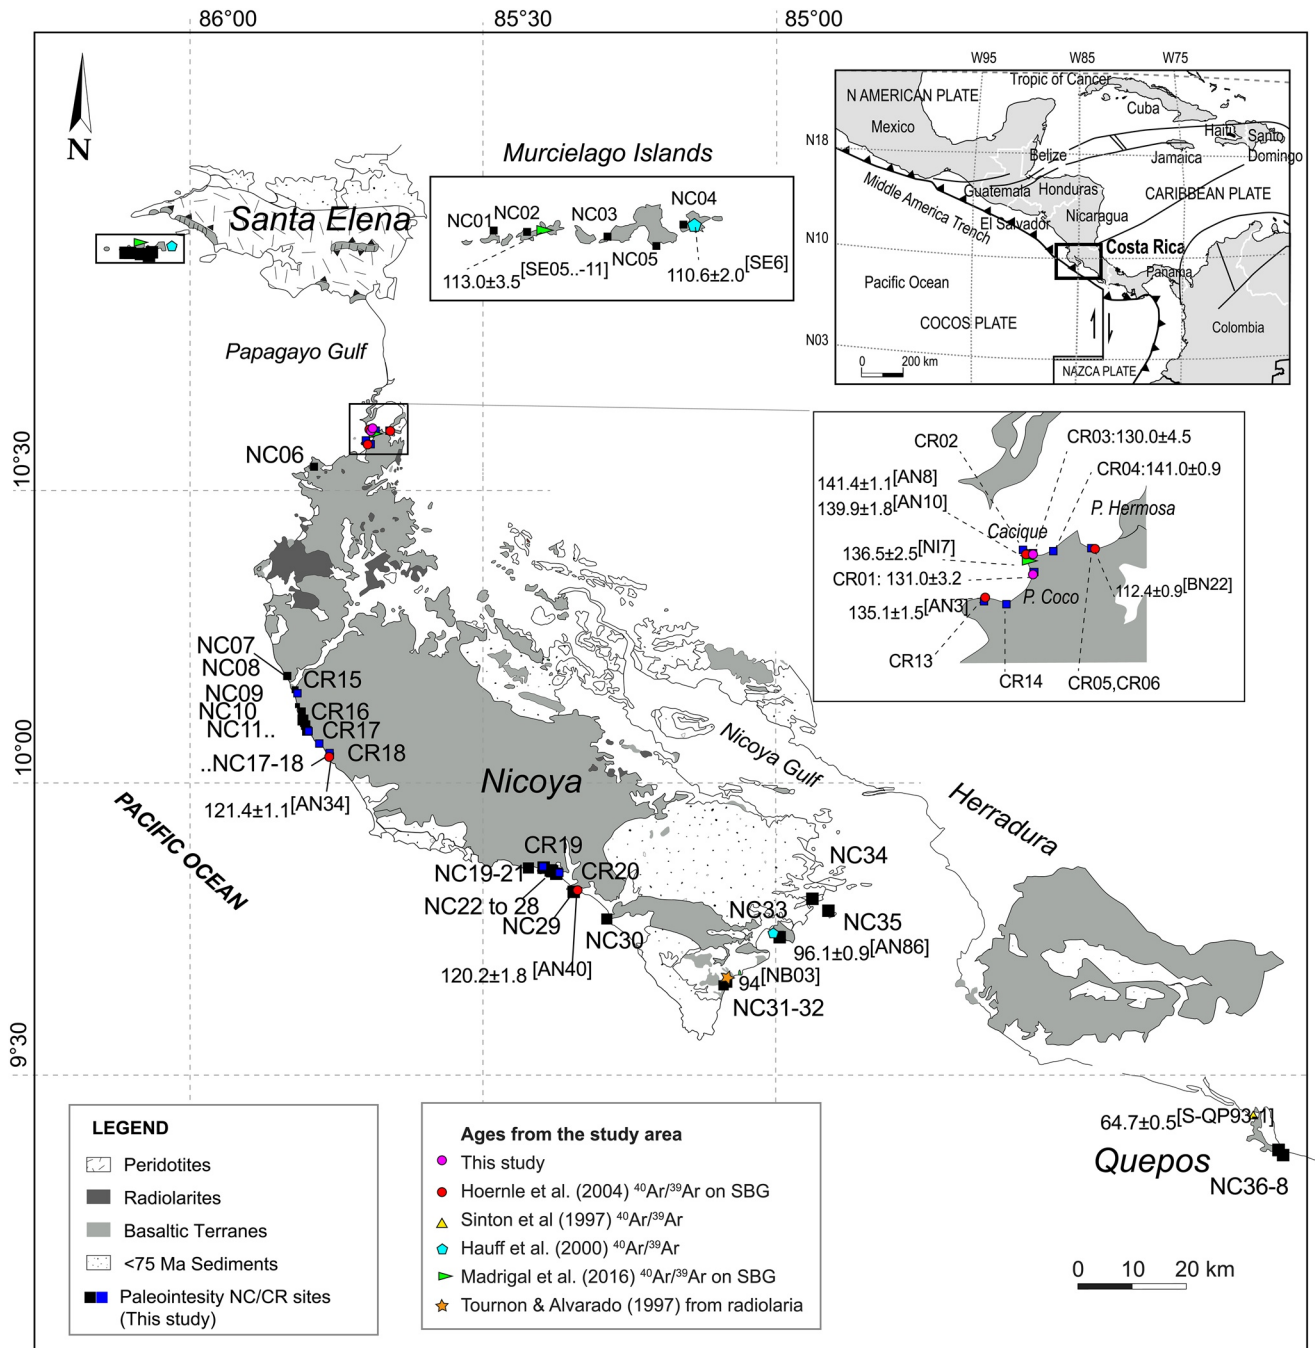 86°00
85°30
85°00
N
Murcielago Islands
NC01
NC02
NC03
NC04
NC05
113.0±3.5[SE05..-11]
110.6±2.0[SE6]
Santa Elena
Papagayo Gulf
W95
W85
W75
Tropic of Cancer
N AMERICAN PLATE
Cuba
Mexico
Haiti
Santo
Domingo
N18
Belize
Jamaica
Middle America Trench
Guatemala
Honduras
CARIBBEAN PLATE
El Salvador
Nicaragua
N10
Costa Rica
Panama
Pacific Ocean
COCOS PLATE
Colombia
N03
0 200 km
NAZCA PLATE
10°30
NC06
CR02
CR03:130.0±4.5
CR04:141.0±0.9
141.4±1.1[AN8]
139.9±1.8[AN10]
P. Hermosa
Cacique
136.5±2.5[NI7]
CR01: 131.0±3.2
P. Coco
112.4±0.9[BN22]
135.1±1.5[AN3]
CR13
CR14
CR05,CR06
NC07
NC08
NC09
NC10
NC11..
..NC17-18
CR15
CR16
CR17
CR18
121.4±1.1[AN34]
10°00
PACIFIC OCEAN
Nicoya
Nicoya Gulf
Herradura
CR19
NC19-21
CR20
NC22 to 28
NC29
NC30
120.2±1.8 [AN40]
NC34
NC33
NC35
96.1±0.9[AN86]
94[NB03]
NC31-32
9°30
64.7±0.5[S-QP93-1]
Quepos
NC36-8
LEGEND
Peridotites
Radiolarites
Basaltic Terranes
<75 Ma Sediments
Paleointesity NC/CR sites
(This study)
Ages from the study area
This study
Hoernle et al. (2004) ⁴⁰Ar/³⁹Ar on SBG
Sinton et al (1997) ⁴⁰Ar/³⁹Ar
Hauff et al. (2000) ⁴⁰Ar/³⁹Ar
Madrigal et al. (2016) ⁴⁰Ar/³⁹Ar on SBG
Tournon & Alvarado (1997) from radiolaria
0 10 20 km